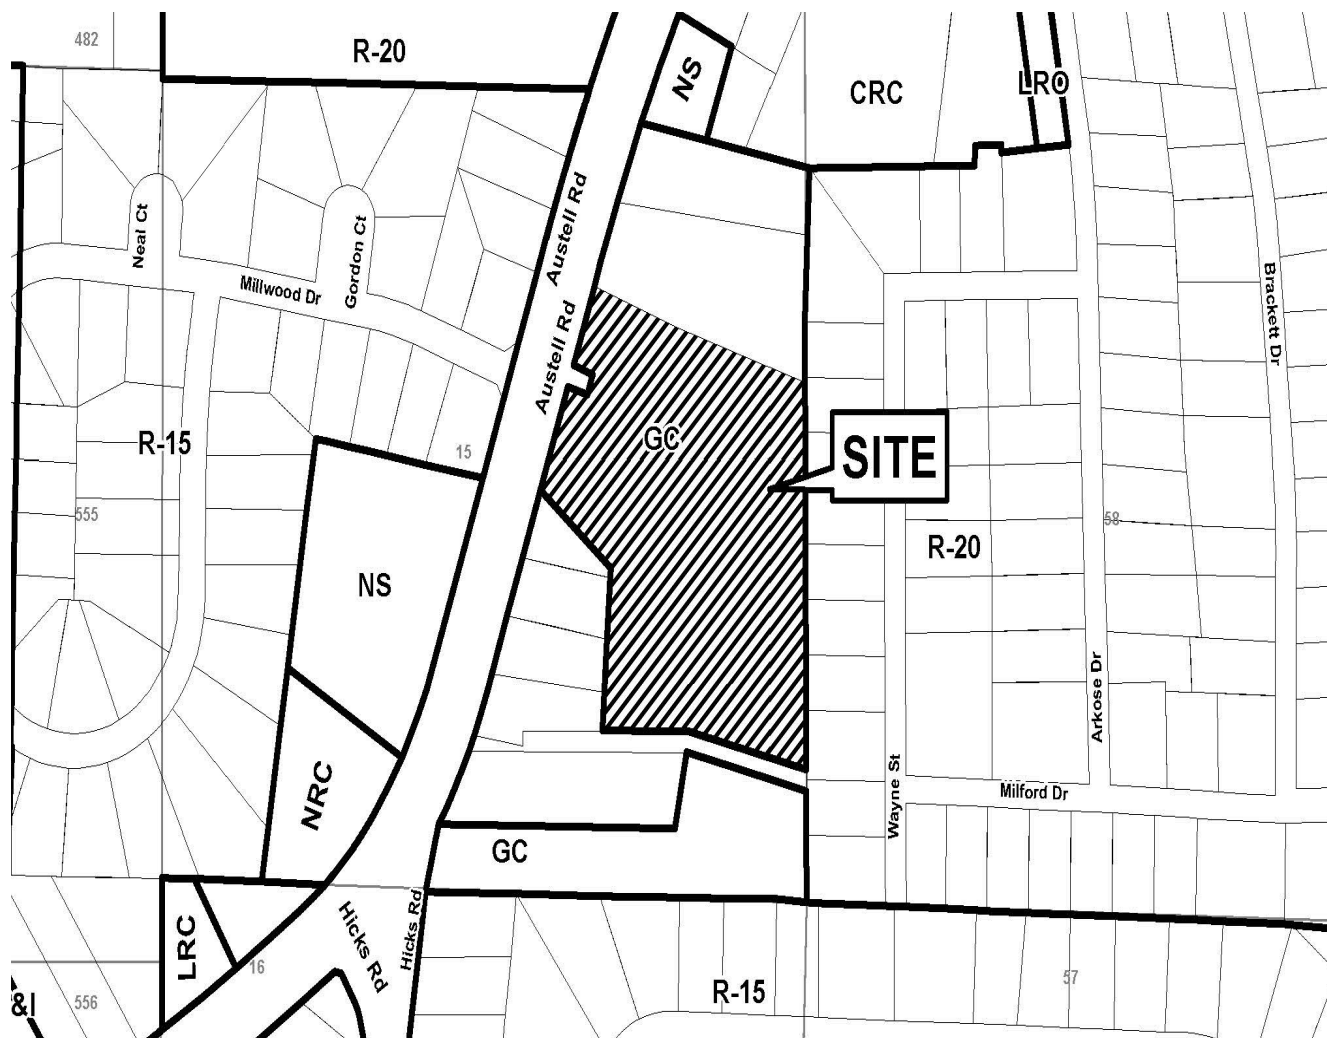 482
R-20
NS
CRC
LRO
Neal Ct
Gordon Ct
Austell Rd
Millwood Dr
Brackett Dr
Austell Rd
R-15
15
GC
SITE
555
58
R-20
NS
Arkose Dr
NRC
Wayne St
Milford Dr
GC
LRC
Hicks Rd
Hicks Rd
16
57
R-15
556
&I